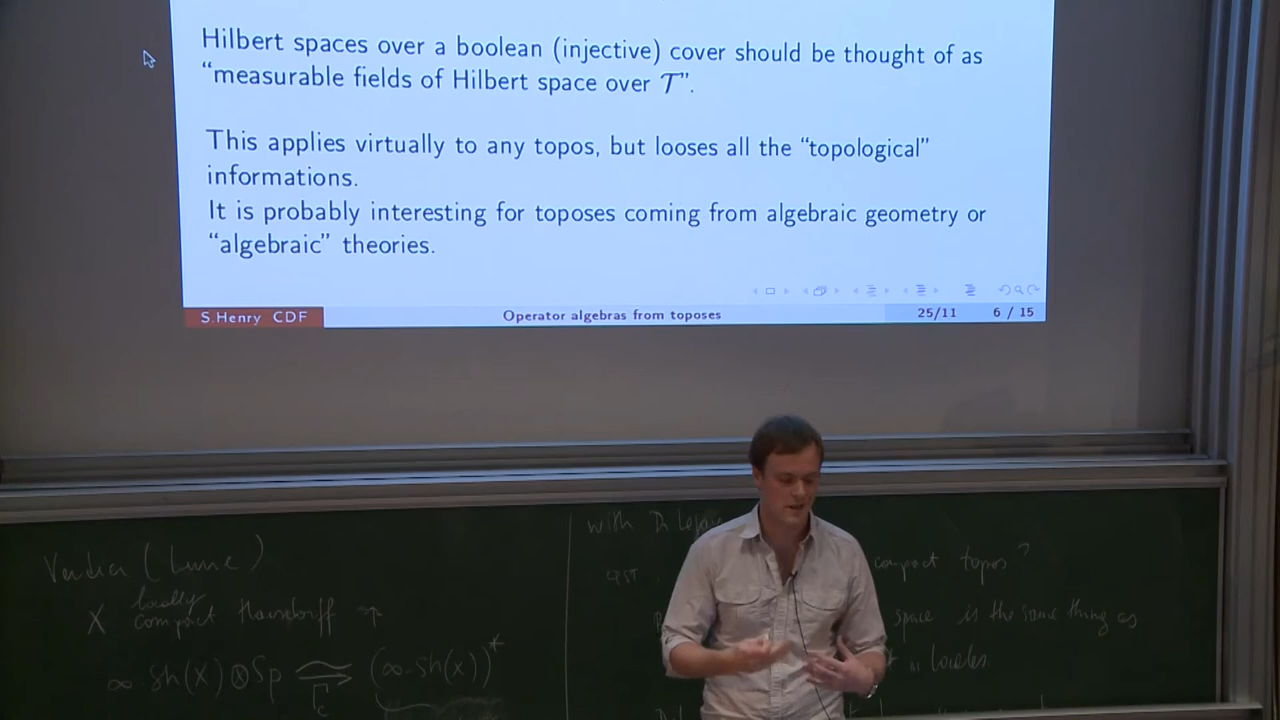 Hilbert spaces over a boolean (injective) cover should be thought of as
“measurable fields of Hilbert space over 𝒯”.
This applies virtually to any topos, but looses all the “topological”
informations.
It is probably interesting for toposes coming from algebraic geometry or
“algebraic” theories.
S.Henry CDF
Operator algebras from toposes
25/11 6 / 15
Verdier (Lurie)
locally
X compact Hausdorff
∞-Sh(X)⊗Sp ≃ (∞-Sh(x))*
Γc
with D.
compact topos?
space is the same thing as
locales